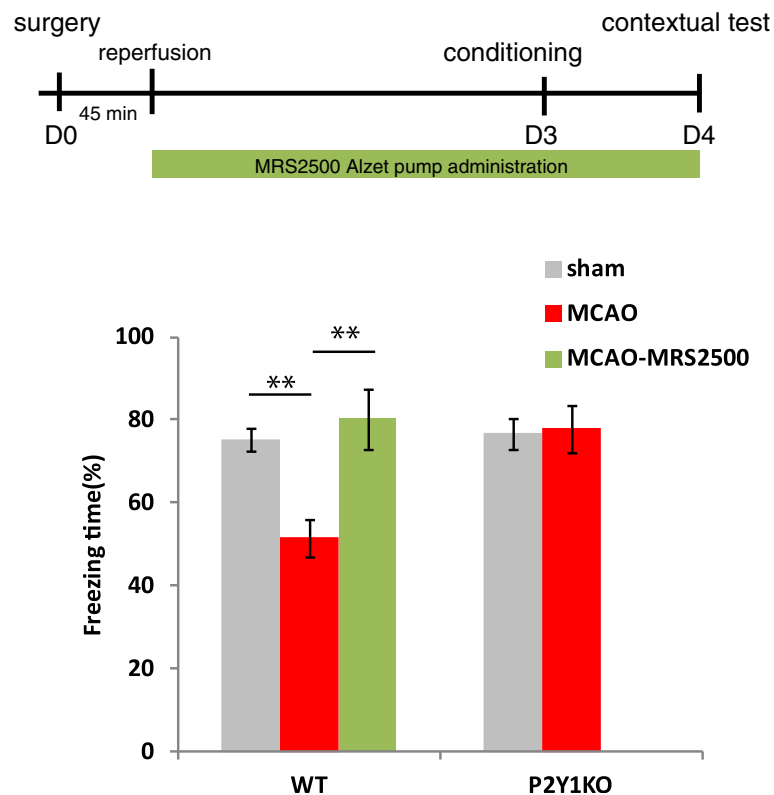 surgery
contextual test
reperfusion
conditioning
45 min
D0
D3
D4
MRS2500 Alzet pump administration
sham
MCAO
MCAO-MRS2500
**
**
100
80
60
40
20
0
Freezing time(%)
WT
P2Y1KO